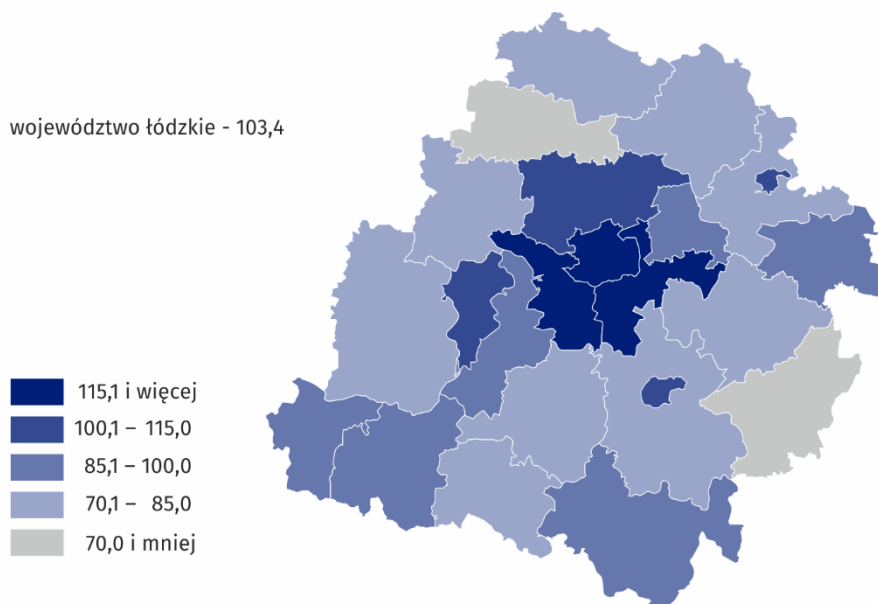 województwo łódzkie - 103,4
115,1 i więcej
100,1 – 115,0
85,1 – 100,0
70,1 – 85,0
70,0 i mniej